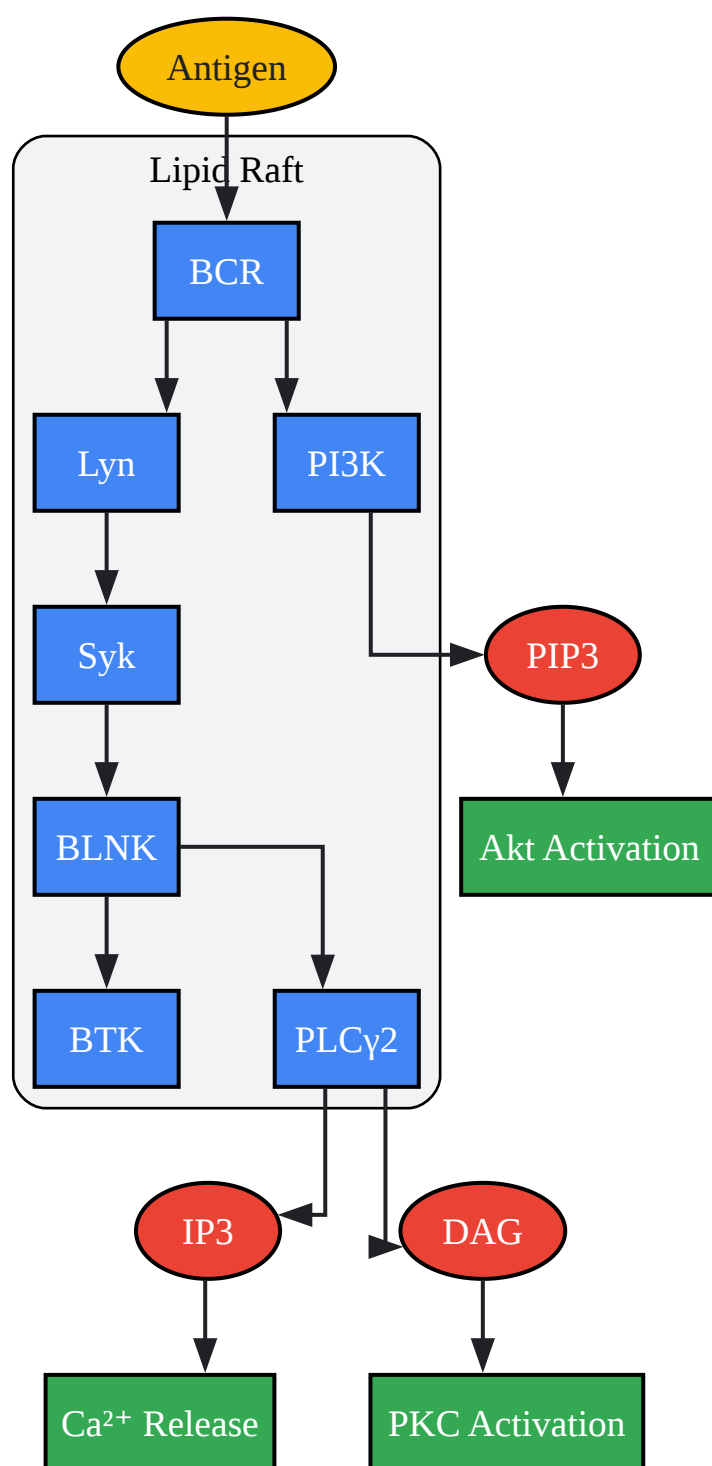 Antigen
Lipid Raft
BCR
Lyn
PI3K
Syk
PIP3
BLNK
Akt Activation
BTK
PLCγ2
IP3
DAG
Ca²⁺ Release
PKC Activation